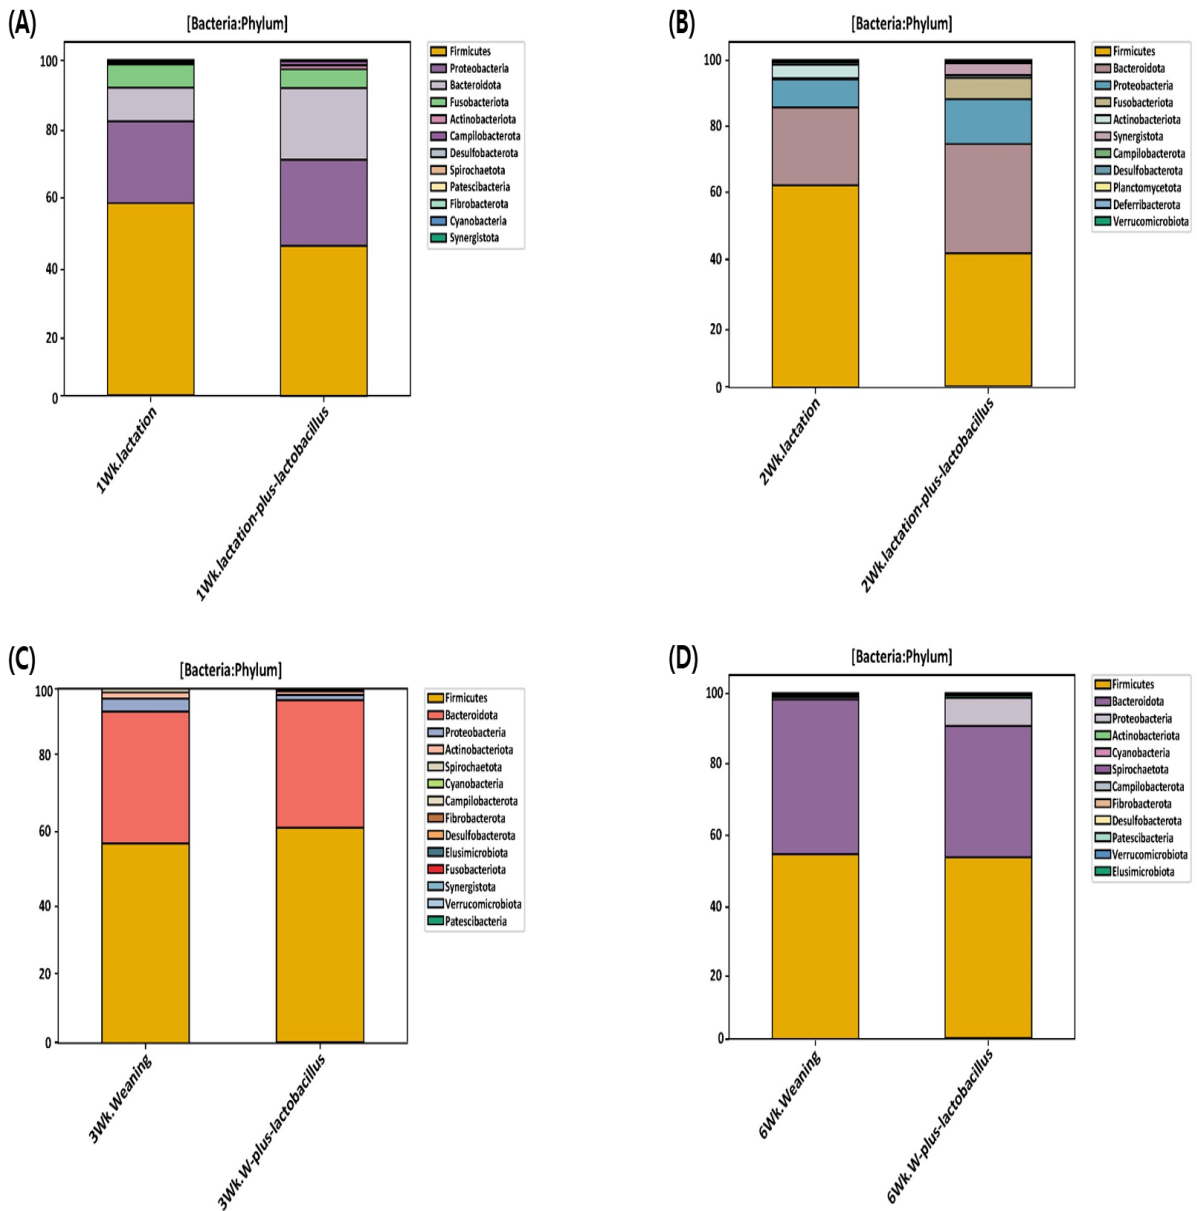 (A)
[Bacteria:Phylum]
100
80
60
40
20
0
1Wk.lactation
1Wk.lactation-plus-lactobacillus
Firmicutes
Proteobacteria
Bacteroidota
Fusobacteriota
Actinobacteriota
Campilobacterota
Desulfobacterota
Spirochaetota
Patescibacteria
Fibrobacterota
Cyanobacteria
Synergistota
(B)
[Bacteria:Phylum]
100
80
60
40
20
0
2Wk.lactation
2Wk.lactation-plus-lactobacillus
Firmicutes
Bacteroidota
Proteobacteria
Fusobacteriota
Actinobacteriota
Synergistota
Campilobacterota
Desulfobacterota
Planctomycetota
Deferribacterota
Verrucomicrobiota
(C)
[Bacteria:Phylum]
100
80
60
40
20
0
3Wk.Weaning
3Wk.W-plus-lactobacillus
Firmicutes
Bacteroidota
Proteobacteria
Actinobacteriota
Spirochaetota
Cyanobacteria
Campilobacterota
Fibrobacterota
Desulfobacterota
Elusimicrobiota
Fusobacteriota
Synergistota
Verrucomicrobiota
Patescibacteria
(D)
[Bacteria:Phylum]
100
80
60
40
20
0
6Wk.Weaning
6Wk.W-plus-lactobacillus
Firmicutes
Bacteroidota
Proteobacteria
Actinobacteriota
Cyanobacteria
Spirochaetota
Campilobacterota
Fibrobacterota
Desulfobacterota
Patescibacteria
Verrucomicrobiota
Elusimicrobiota